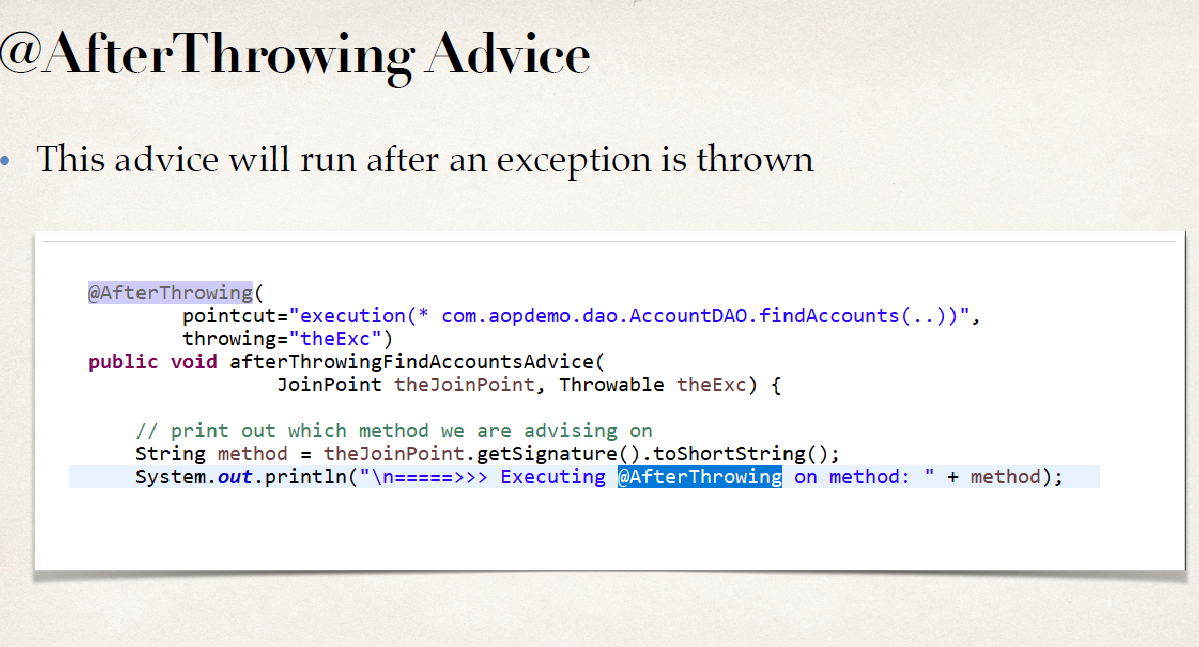 @AfterThrowing Advice
• This advice will run after an exception is thrown
@AfterThrowing(
pointcut="execution(* com.aopdemo.dao.AccountDAO.findAccounts(..))",
throwing="theExc")
public void afterThrowingFindAccountsAdvice(
JoinPoint theJoinPoint, Throwable theExc) {
// print out which method we are advising on
String method = theJoinPoint.getSignature().toShortString();
System.out.println("\n=====>>> Executing @AfterThrowing on method: " + method);